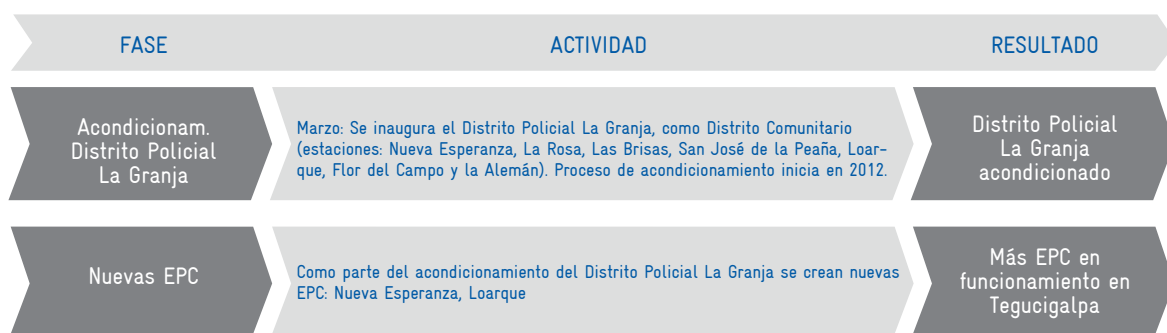 FASE
ACTIVIDAD
RESULTADO
Acondicionam.
Distrito Policial
La Granja
Marzo: Se inaugura el Distrito Policial La Granja, como Distrito Comunitario
(estaciones: Nueva Esperanza, La Rosa, Las Brisas, San José de la Peaña, Loar-
que, Flor del Campo y la Alemán). Proceso de acondicionamiento inicia en 2012.
Distrito Policial
La Granja
acondicionado
Nuevas EPC
Como parte del acondicionamiento del Distrito Policial La Granja se crean nuevas
EPC: Nueva Esperanza, Loarque
Más EPC en
funcionamiento en
Tegucigalpa